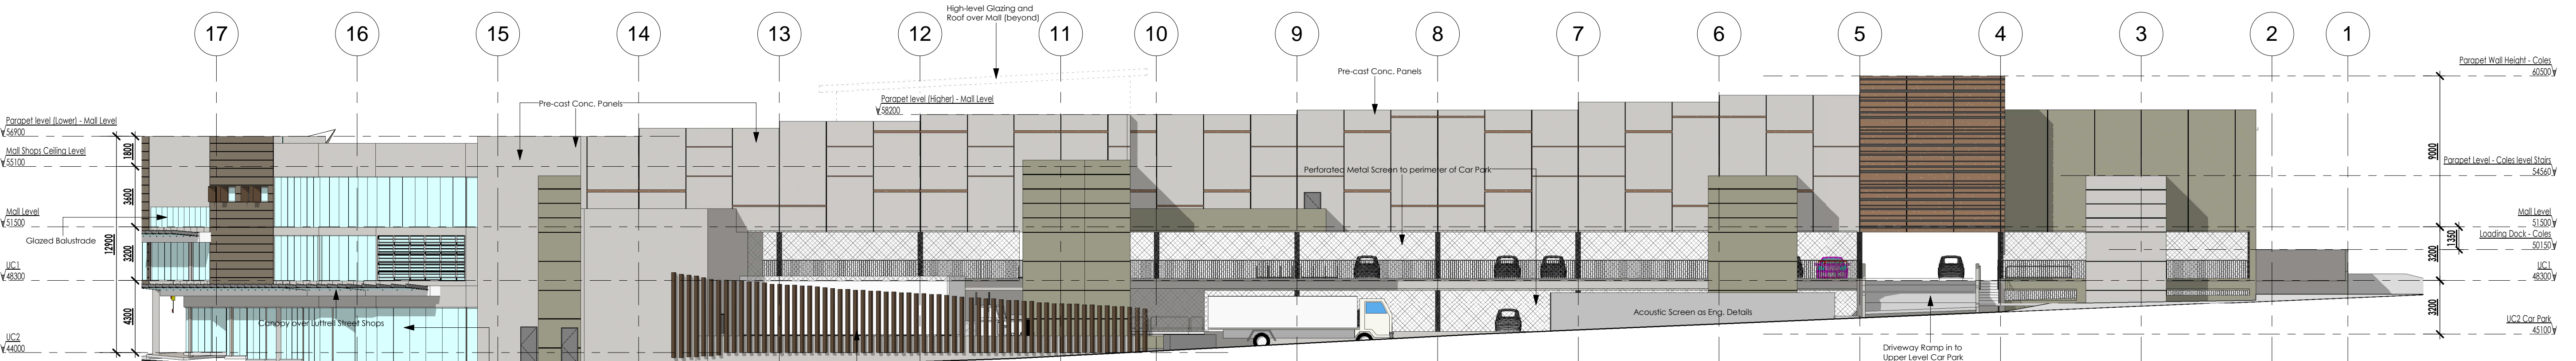 High-level Glazing and
Roof over Mall (beyond)
17
16
15
14
13
12
11
10
9
8
7
6
5
4
3
2
1
Parapet Wall Height - Coles
60500
Pre-cast Conc. Panels
Pre-cast Conc. Panels
Parapet level (Higher) - Mall Level
58200
Parapet level (Lower) - Mall Level
56900
Mall Shops Ceiling Level
55100
Mall Level
51500
Glazed Balustrade
UC1
48300
UC2
44000
1800
3600
3200
4300
12900
Perforated Metal Screen to perimeter of Car Park
Canopy over Luttrell Street Shops
Acoustic Screen as Eng. Details
Driveway Ramp in to
Upper Level Car Park
9000
3200
3200
1350
Parapet Level - Coles level Stairs
54560
Mall Level
51500
Loading Dock - Coles
50150
UC1
48300
UC2 Car Park
45100